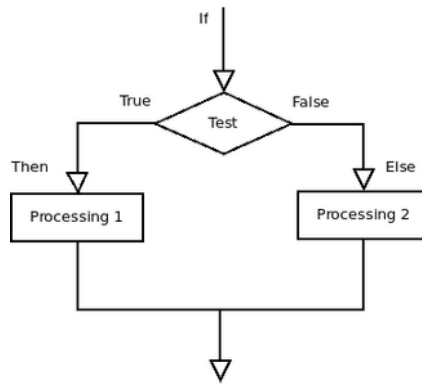 If
True
False
Test
Then
Else
Processing 1
Processing 2